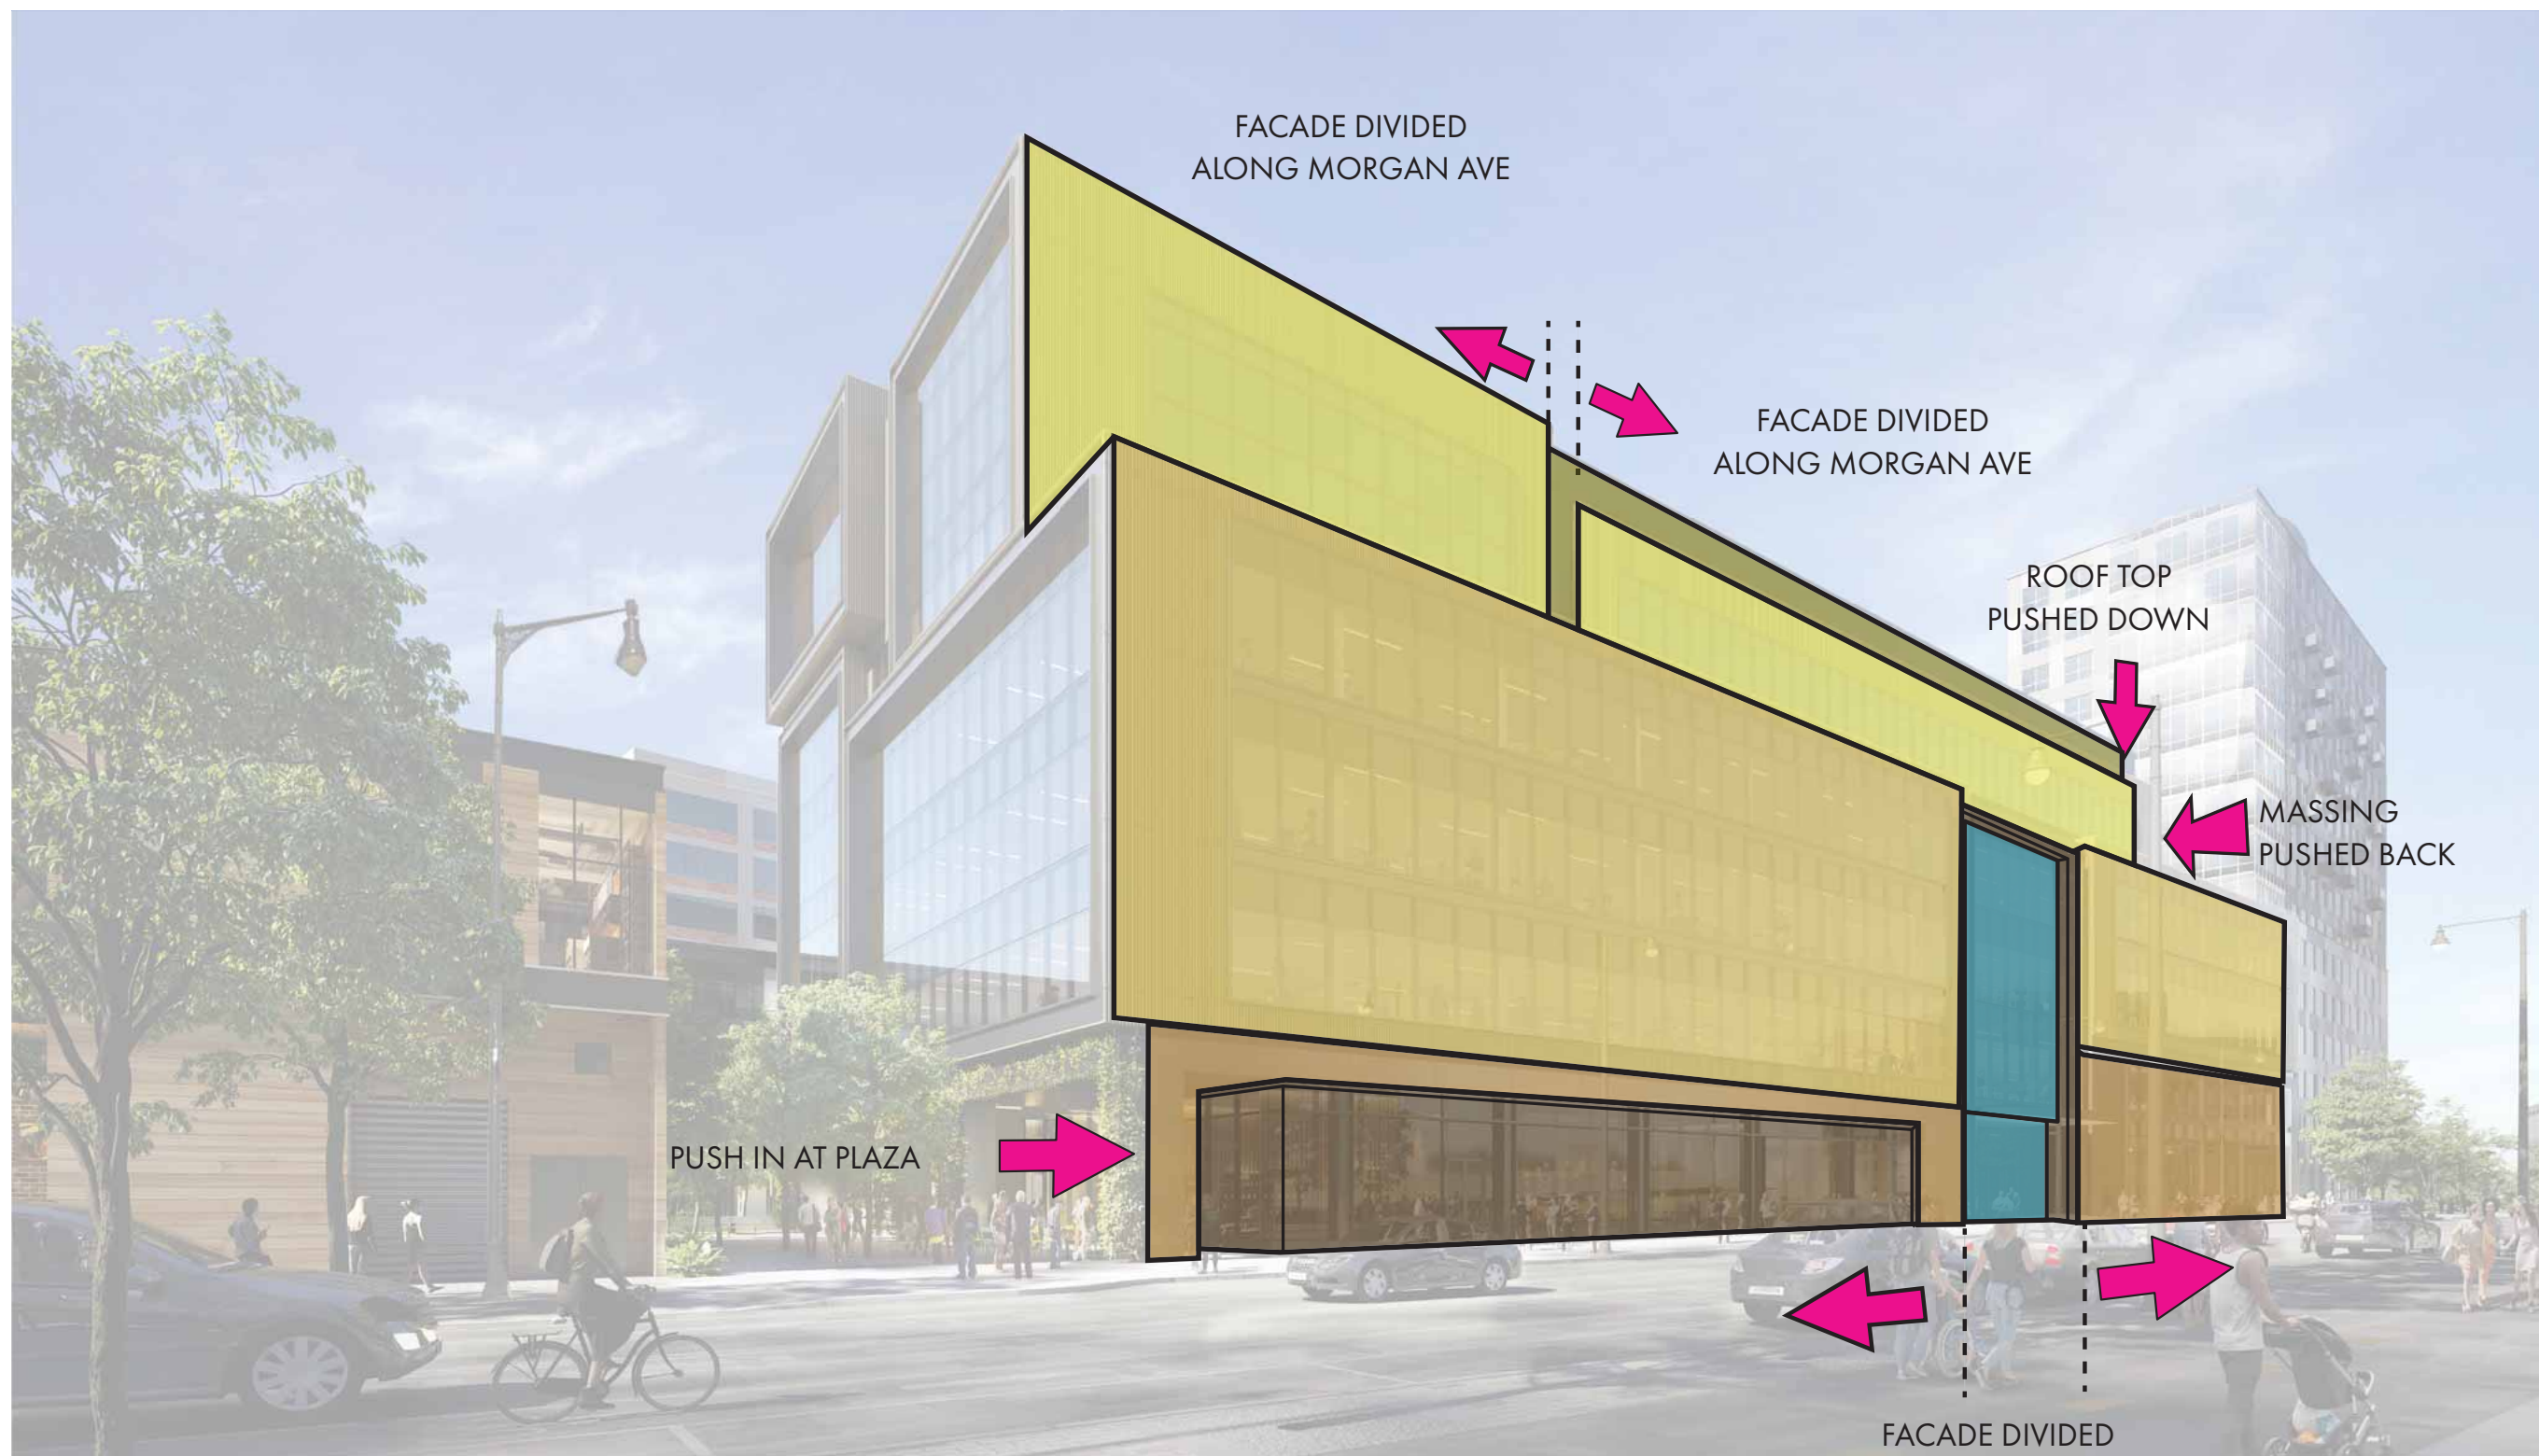 FACADE DIVIDED
ALONG MORGAN AVE
FACADE DIVIDED
ALONG MORGAN AVE
ROOF TOP
PUSHED DOWN
MASSING
PUSHED BACK
PUSH IN AT PLAZA
FACADE DIVIDED